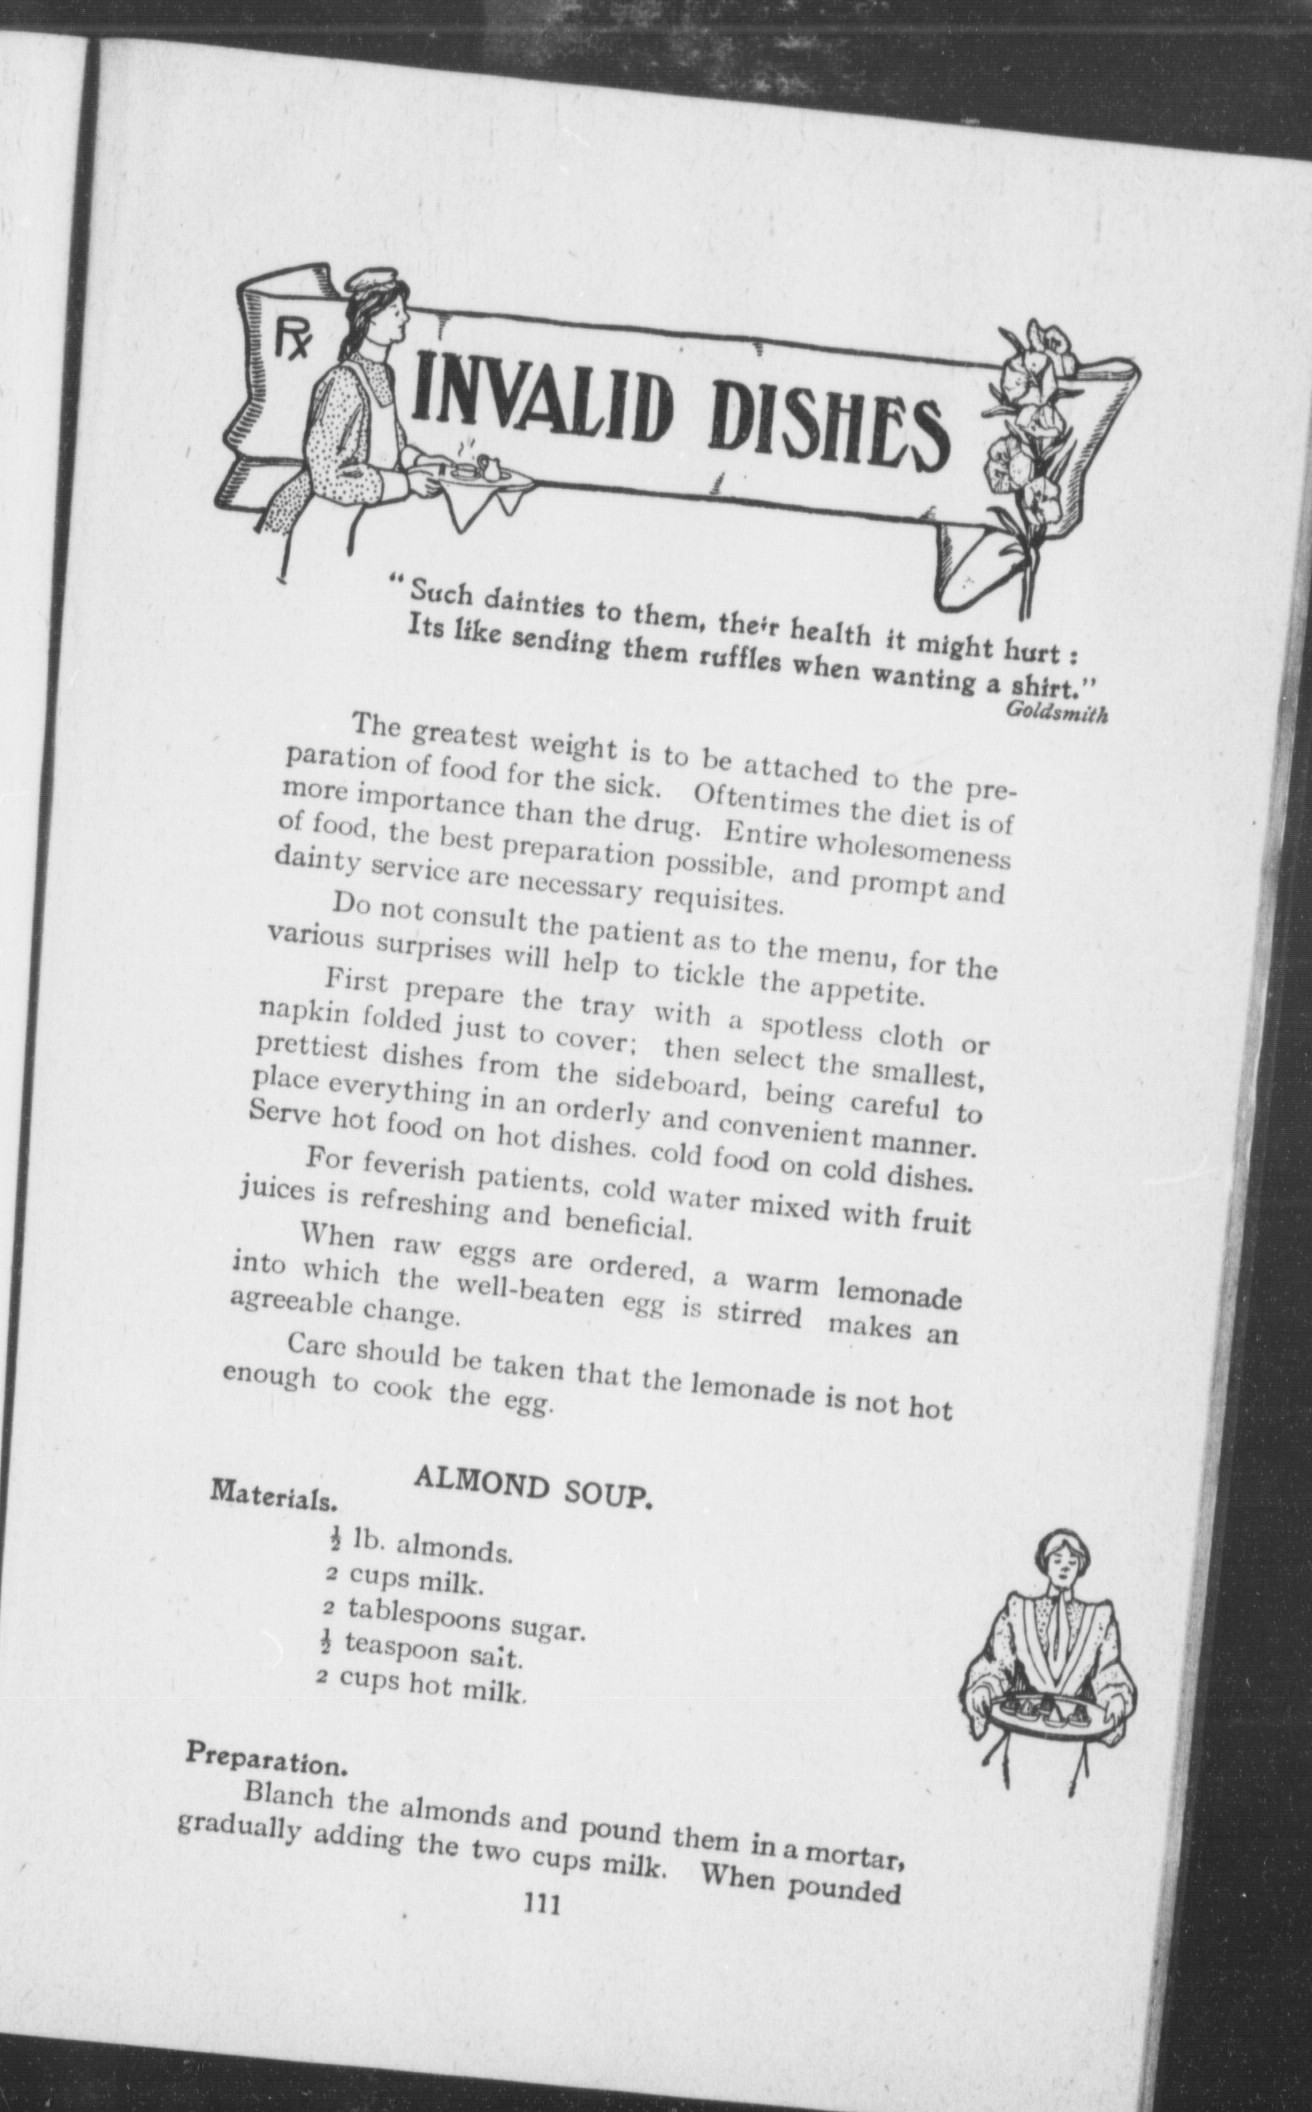 Rx
INVALID DISHES
"Such dainties to them, their health it might hurt:
Its like sending them ruffles when wanting a shirt."
Goldsmith
The greatest weight is to be attached to the pre-
paration of food for the sick. Oftentimes the diet is of
more importance than the drug. Entire wholesomeness
of food, the best preparation possible, and prompt and
dainty service are necessary requisites.
Do not consult the patient as to the menu, for the
various surprises will help to tickle the appetite.
First prepare the tray with a spotless cloth or
napkin folded just to cover; then select the smallest,
prettiest dishes from the sideboard, being careful to
place everything in an orderly and convenient manner.
Serve hot food on hot dishes. cold food on cold dishes.
For feverish patients, cold water mixed with fruit
juices is refreshing and beneficial.
When raw eggs are ordered, a warm lemonade
into which the well-beaten egg is stirred makes an
agreeable change.
Care should be taken that the lemonade is not hot
enough to cook the egg.
ALMOND SOUP.
Materials.
½ lb. almonds.
2 cups milk.
2 tablespoons sugar.
½ teaspoon salt.
2 cups hot milk.
Preparation.
Blanch the almonds and pound them in a mortar,
gradually adding the two cups milk. When pounded
111